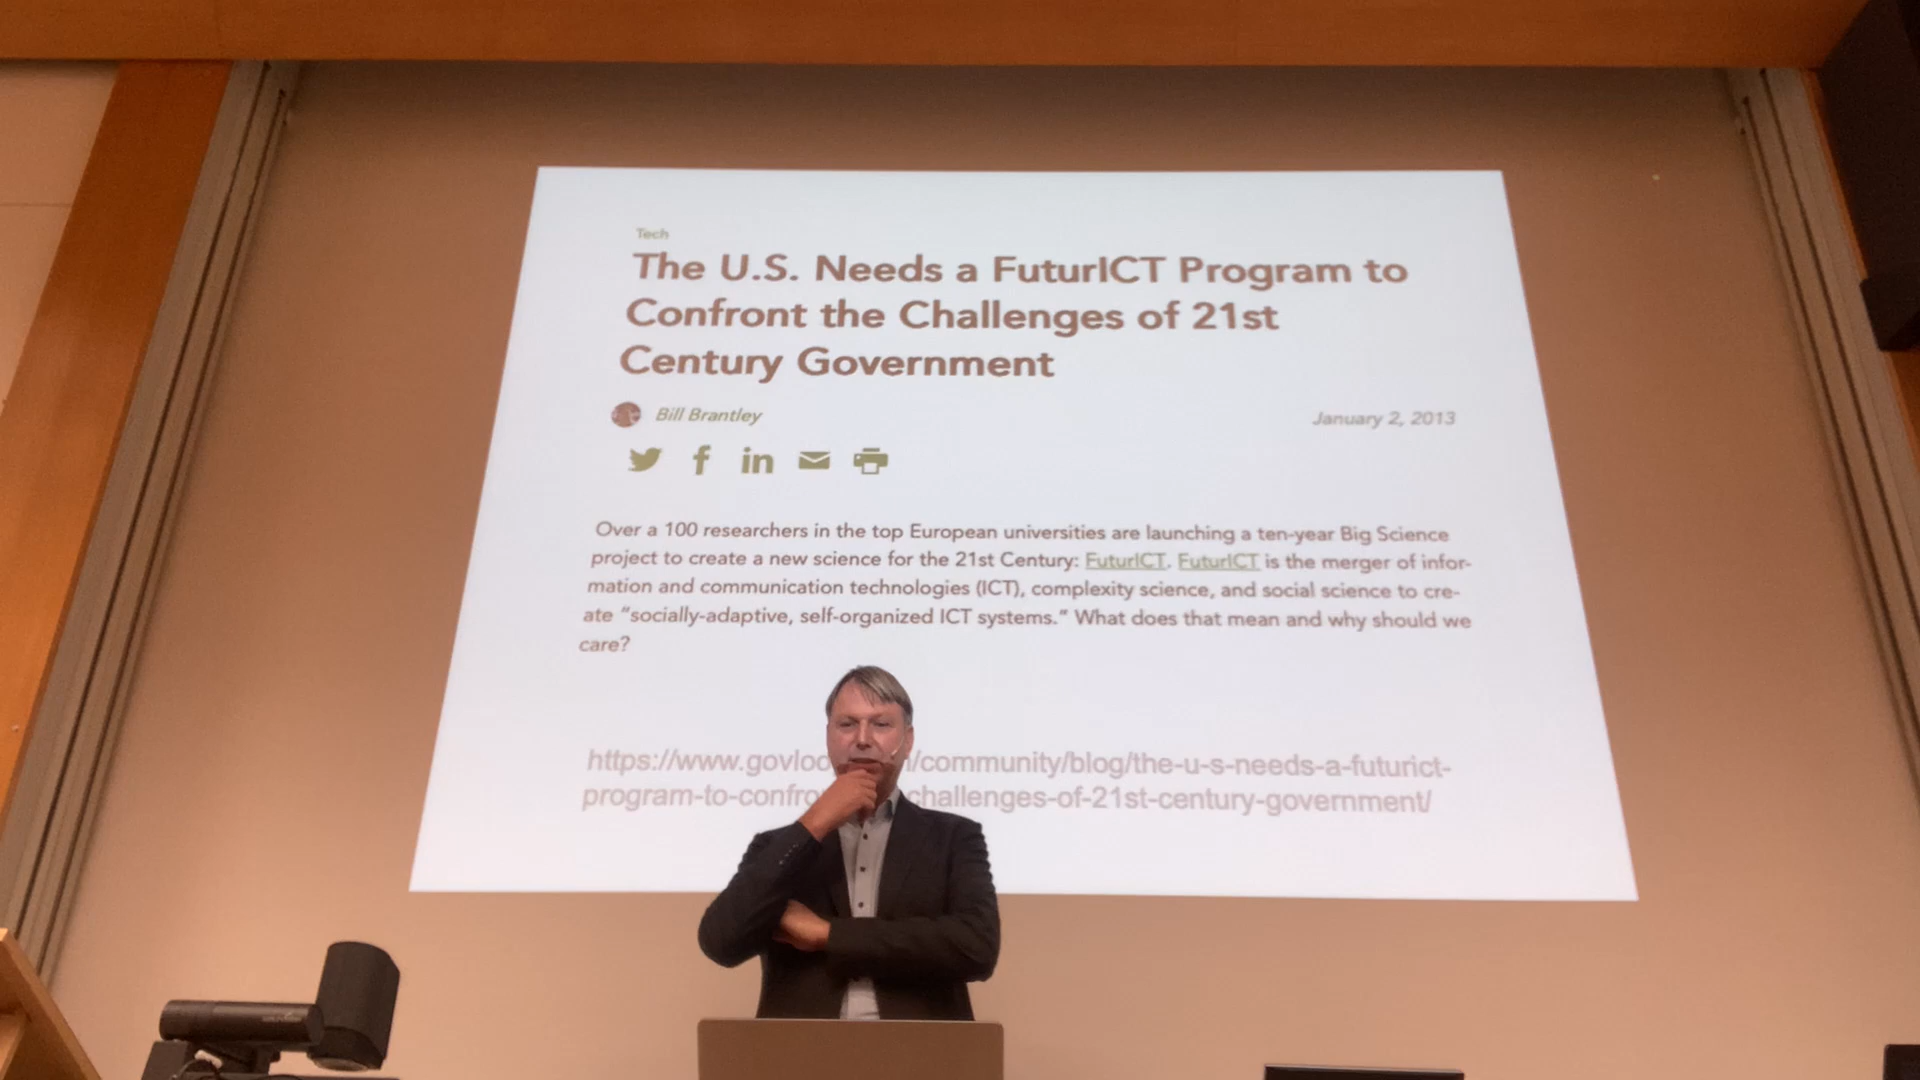 Tech
The U.S. Needs a FuturICT Program to
Confront the Challenges of 21st
Century Government
Bill Brantley
January 2, 2013
Over a 100 researchers in the top European universities are launching a ten-year Big Science
project to create a new science for the 21st Century: FuturICT. FuturICT is the merger of infor-
mation and communication technologies (ICT), complexity science, and social science to cre-
ate “socially-adaptive, self-organized ICT systems.” What does that mean and why should we
care?
https://www.govloo /community/blog/the-u-s-needs-a-futurict-
program-to-confro challenges-of-21st-century-government/